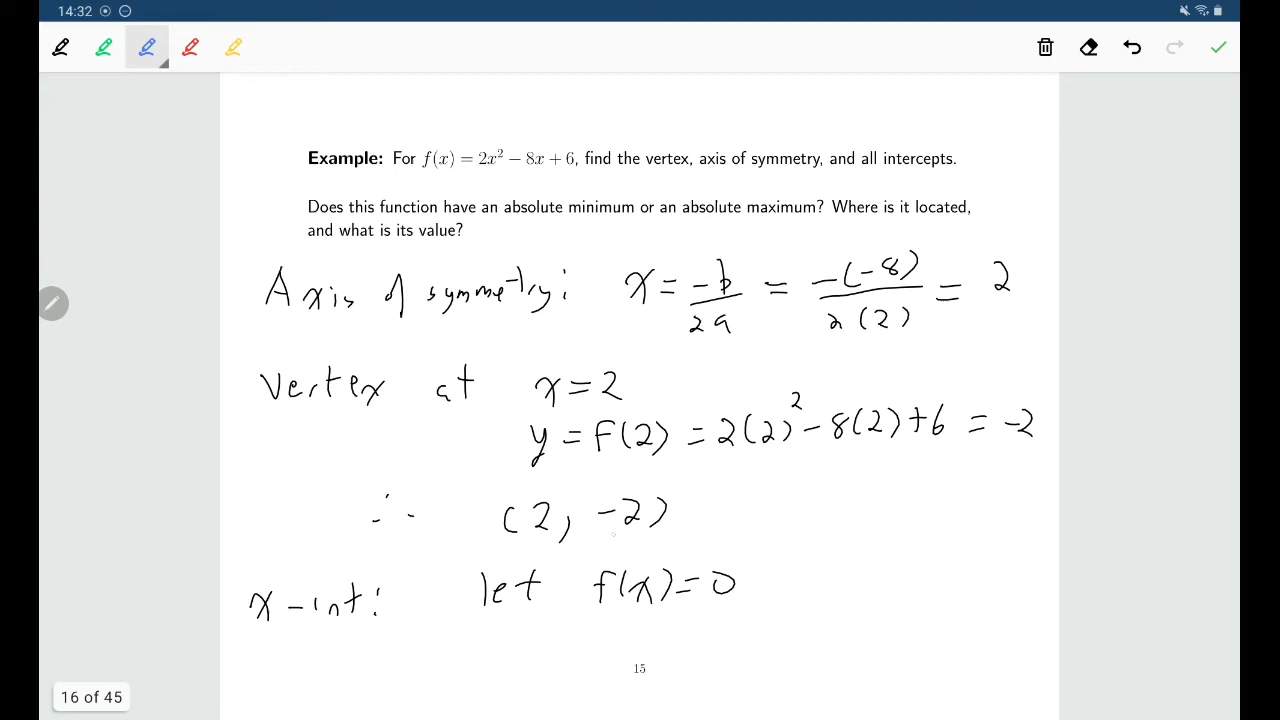 14:32
Example: For f(x) = 2x² − 8x + 6, find the vertex, axis of symmetry, and all intercepts.
Does this function have an absolute minimum or an absolute maximum? Where is it located,
and what is its value?
Axis of symmetry: x = -b/2a = -(-8)/2(2) = 2
Vertex at x = 2
y = f(2) = 2(2)² - 8(2) + 6 = -2
∴ (2, -2)
x-int: let f(x) = 0
15
16 of 45